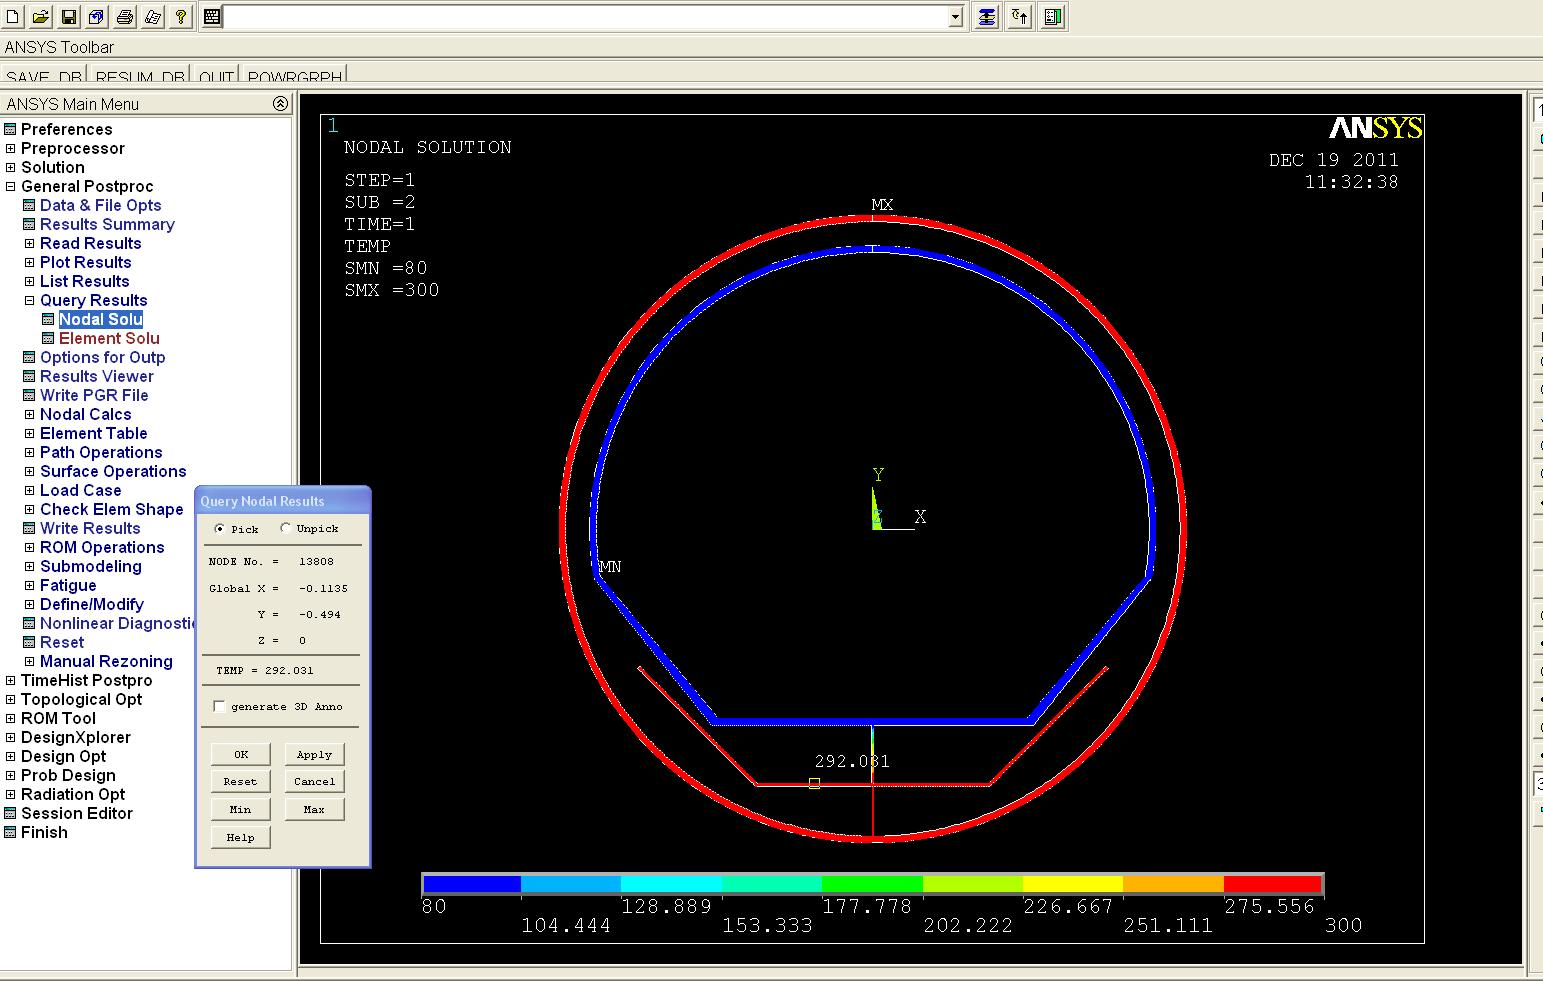 ANSYS Toolbar
SAVE_DB RESUM_DB QUIT POWRGRPH
ANSYS Main Menu
Preferences
Preprocessor
Solution
General Postproc
Data & File Opts
Results Summary
Read Results
Plot Results
List Results
Query Results
Nodal Solu
Element Solu
Options for Outp
Results Viewer
Write PGR File
Nodal Calcs
Element Table
Path Operations
Surface Operations
Load Case
Check Elem Shape
Write Results
ROM Operations
Submodeling
Fatigue
Define/Modify
Nonlinear Diagnostic
Reset
Manual Rezoning
TimeHist Postpro
Topological Opt
ROM Tool
DesignXplorer
Design Opt
Prob Design
Radiation Opt
Session Editor
Finish
Query Nodal Results
Pick Unpick
NODE No. = 13808
Global X = -0.1135
Y = -0.494
Z = 0
TEMP = 292.031
generate 3D Anno
OK Apply
Reset Cancel
Min Max
Help
1
NODAL SOLUTION
STEP=1
SUB =2
TIME=1
TEMP
SMN =80
SMX =300
ANSYS
DEC 19 2011
11:32:38
MX
Y
Z X
MN
292.031
80 128.889 177.778 226.667 275.556
104.444 153.333 202.222 251.111 300